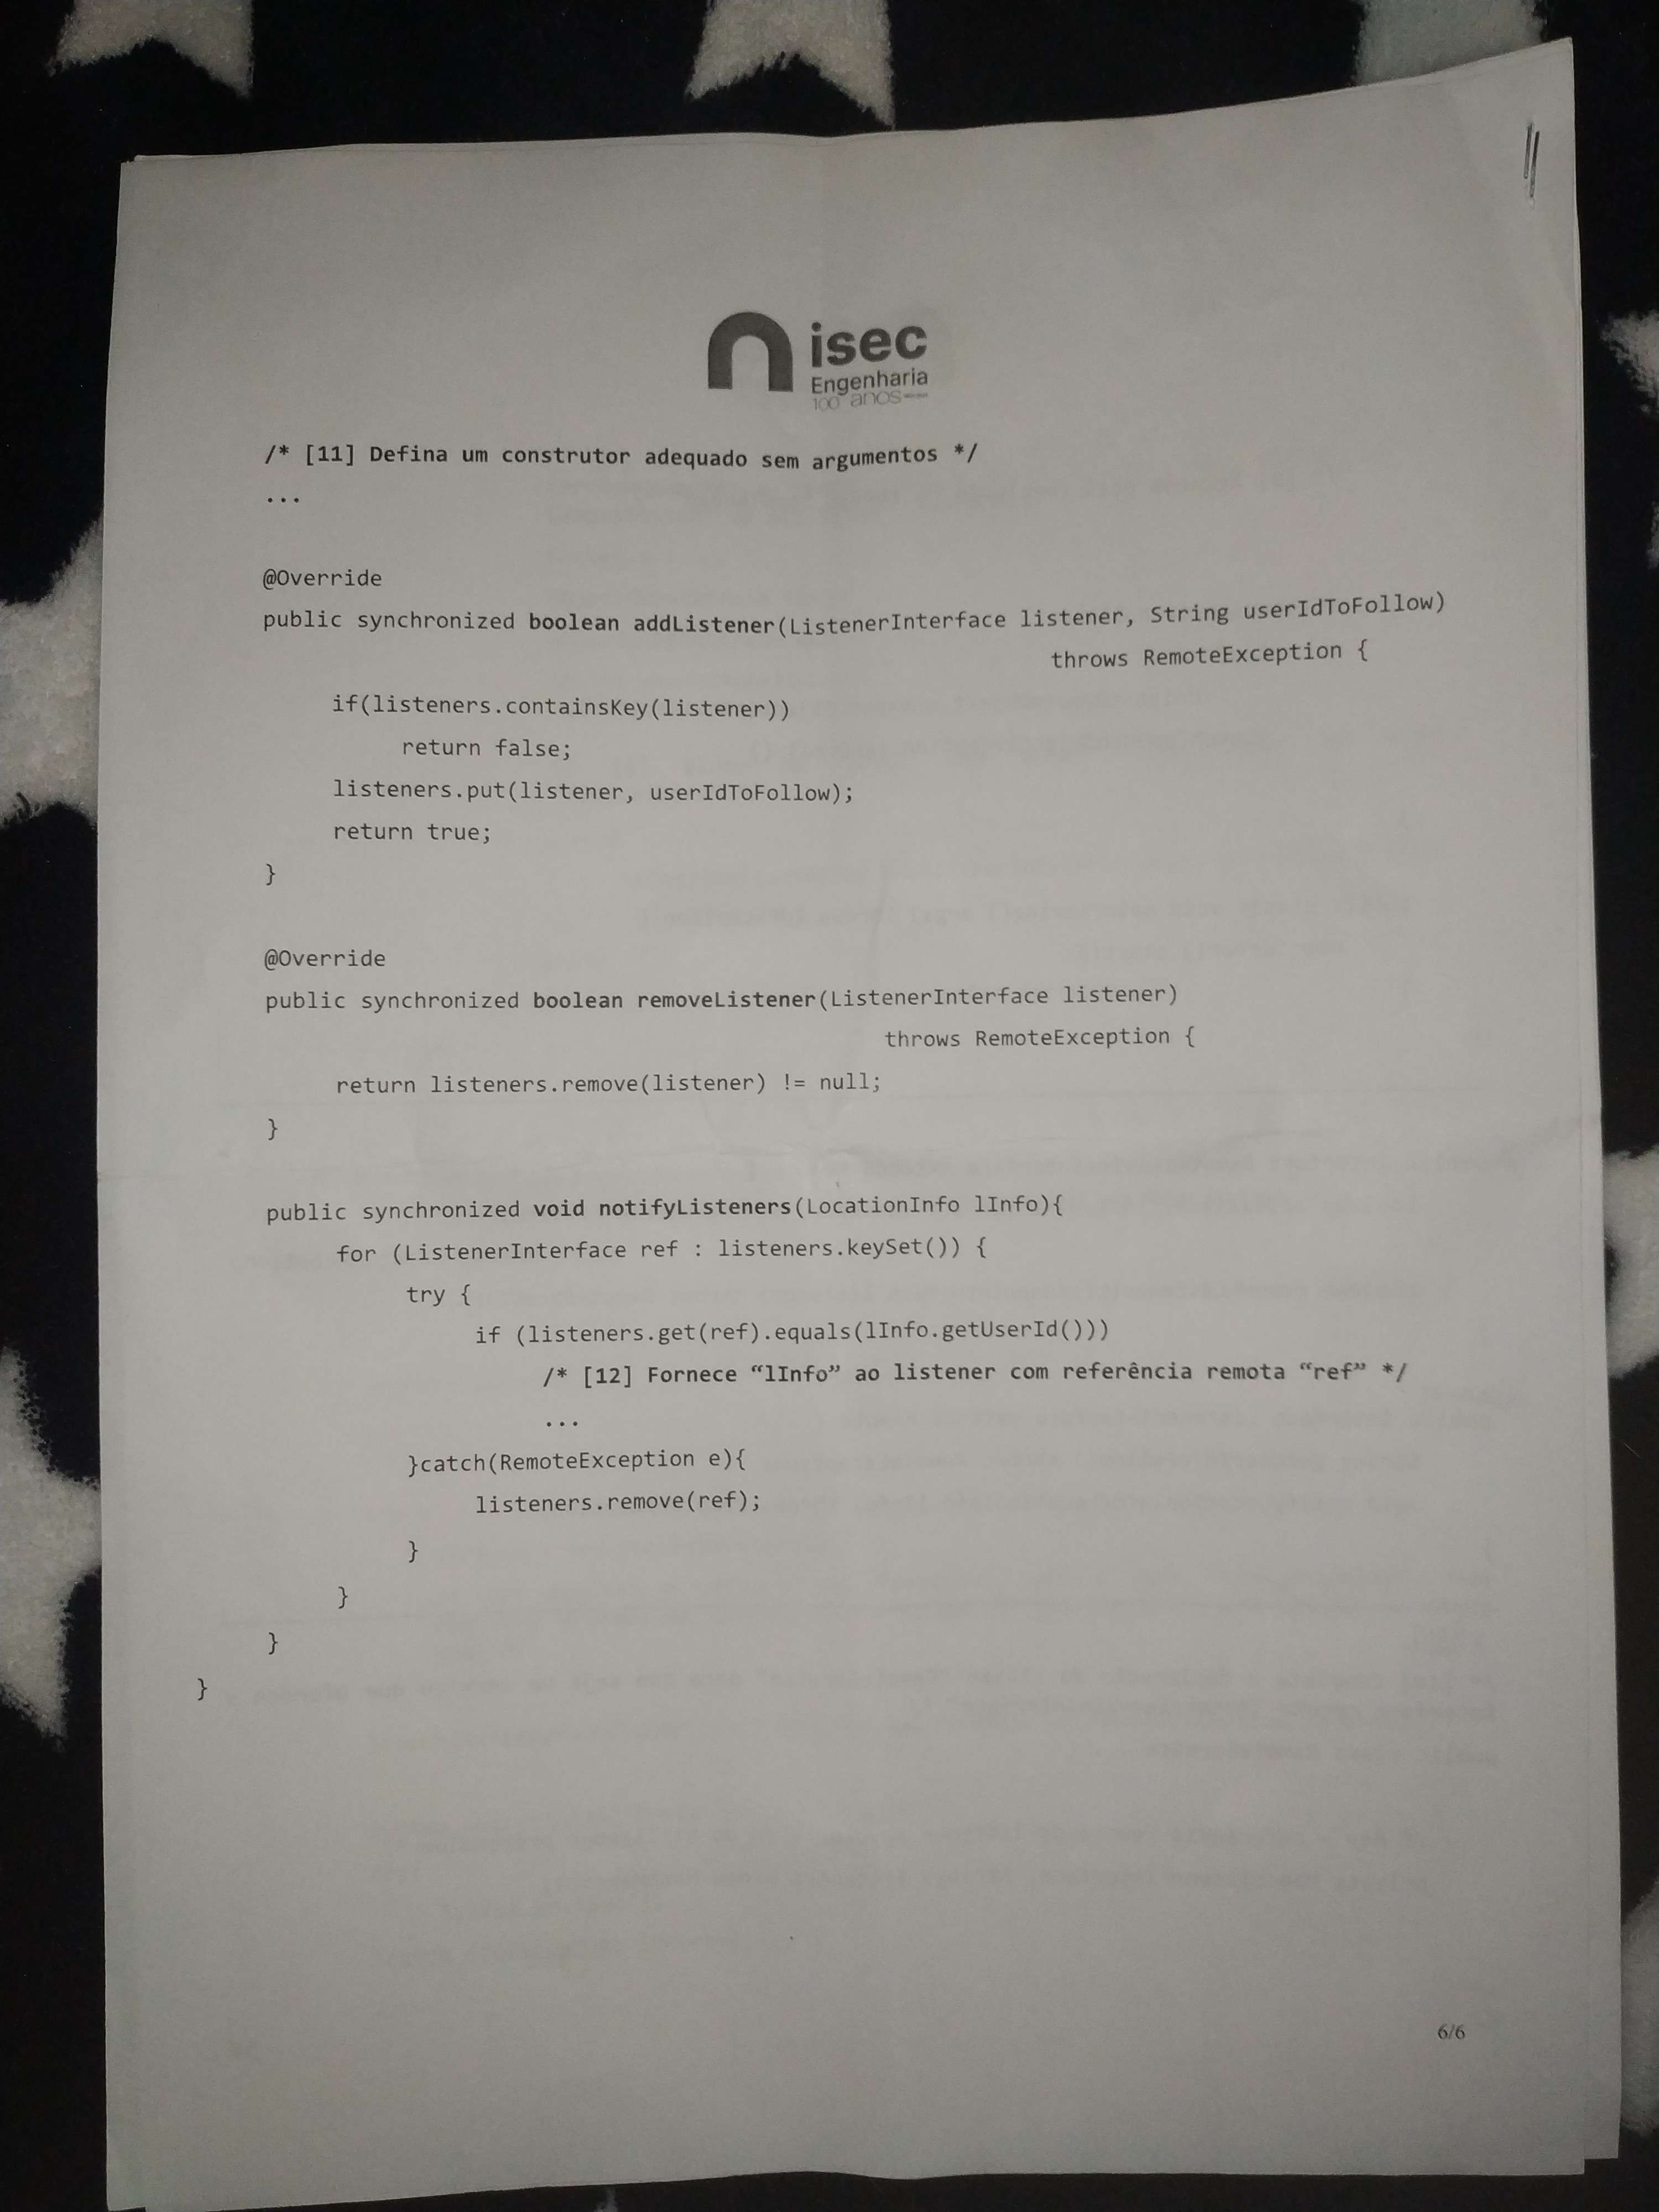 isec
Engenharia
100 anos
/* [11] Defina um construtor adequado sem argumentos */
...
@Override
public synchronized boolean addListener(ListenerInterface listener, String userIdToFollow)
throws RemoteException {
if(listeners.containsKey(listener))
return false;
listeners.put(listener, userIdToFollow);
return true;
}
@Override
public synchronized boolean removeListener(ListenerInterface listener)
throws RemoteException {
return listeners.remove(listener) != null;
}
public synchronized void notifyListeners(LocationInfo lInfo){
for (ListenerInterface ref : listeners.keySet()) {
try {
if (listeners.get(ref).equals(lInfo.getUserId()))
/* [12] Fornece “lInfo” ao listener com referência remota “ref” */
...
}catch(RemoteException e){
listeners.remove(ref);
}
}
}
}
6/6